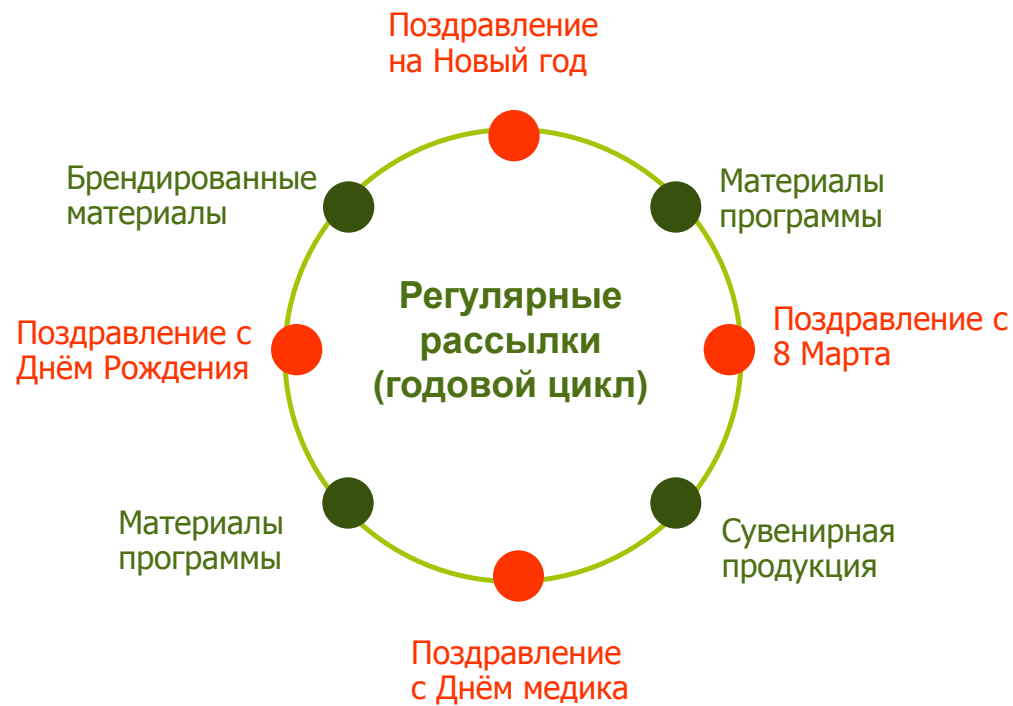 Поздравление
на Новый год
Брендированные
материалы
Материалы
программы
Регулярные
рассылки
(годовой цикл)
Поздравление с
Днём Рождения
Поздравление с
8 Марта
Материалы
программы
Сувенирная
продукция
Поздравление
с Днём медика